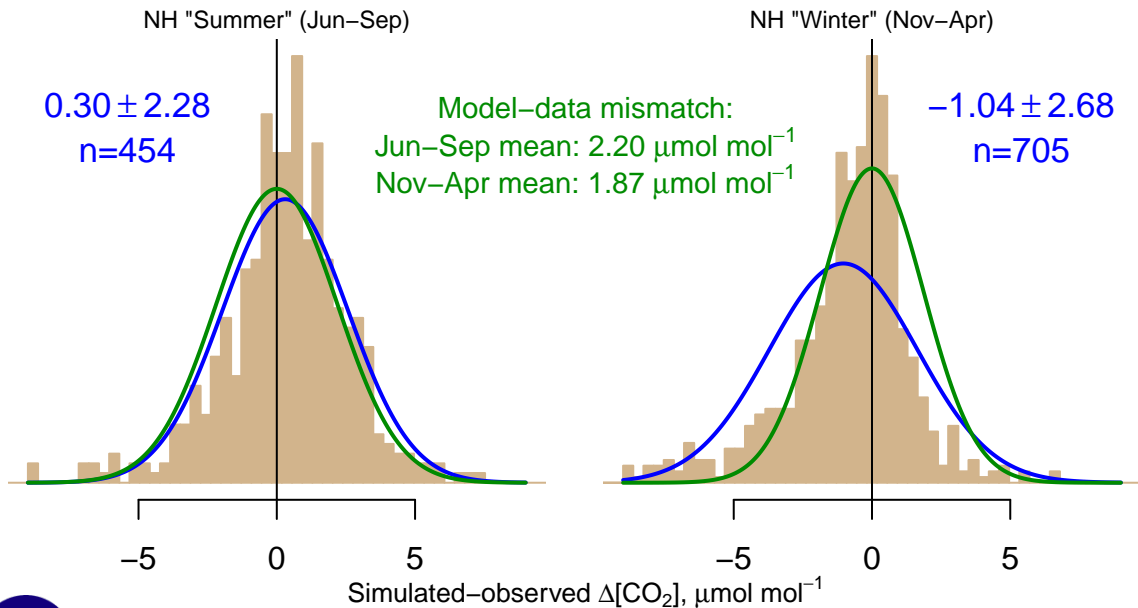 NH "Summer" (Jun−Sep)
NH "Winter" (Nov−Apr)
0.30 ± 2.28
n=454
Model−data mismatch:
Jun−Sep mean: 2.20 μmol mol⁻¹
Nov−Apr mean: 1.87 μmol mol⁻¹
−1.04 ± 2.68
n=705
−5 0 5
−5 0 5
Simulated−observed Δ[CO₂], μmol mol⁻¹